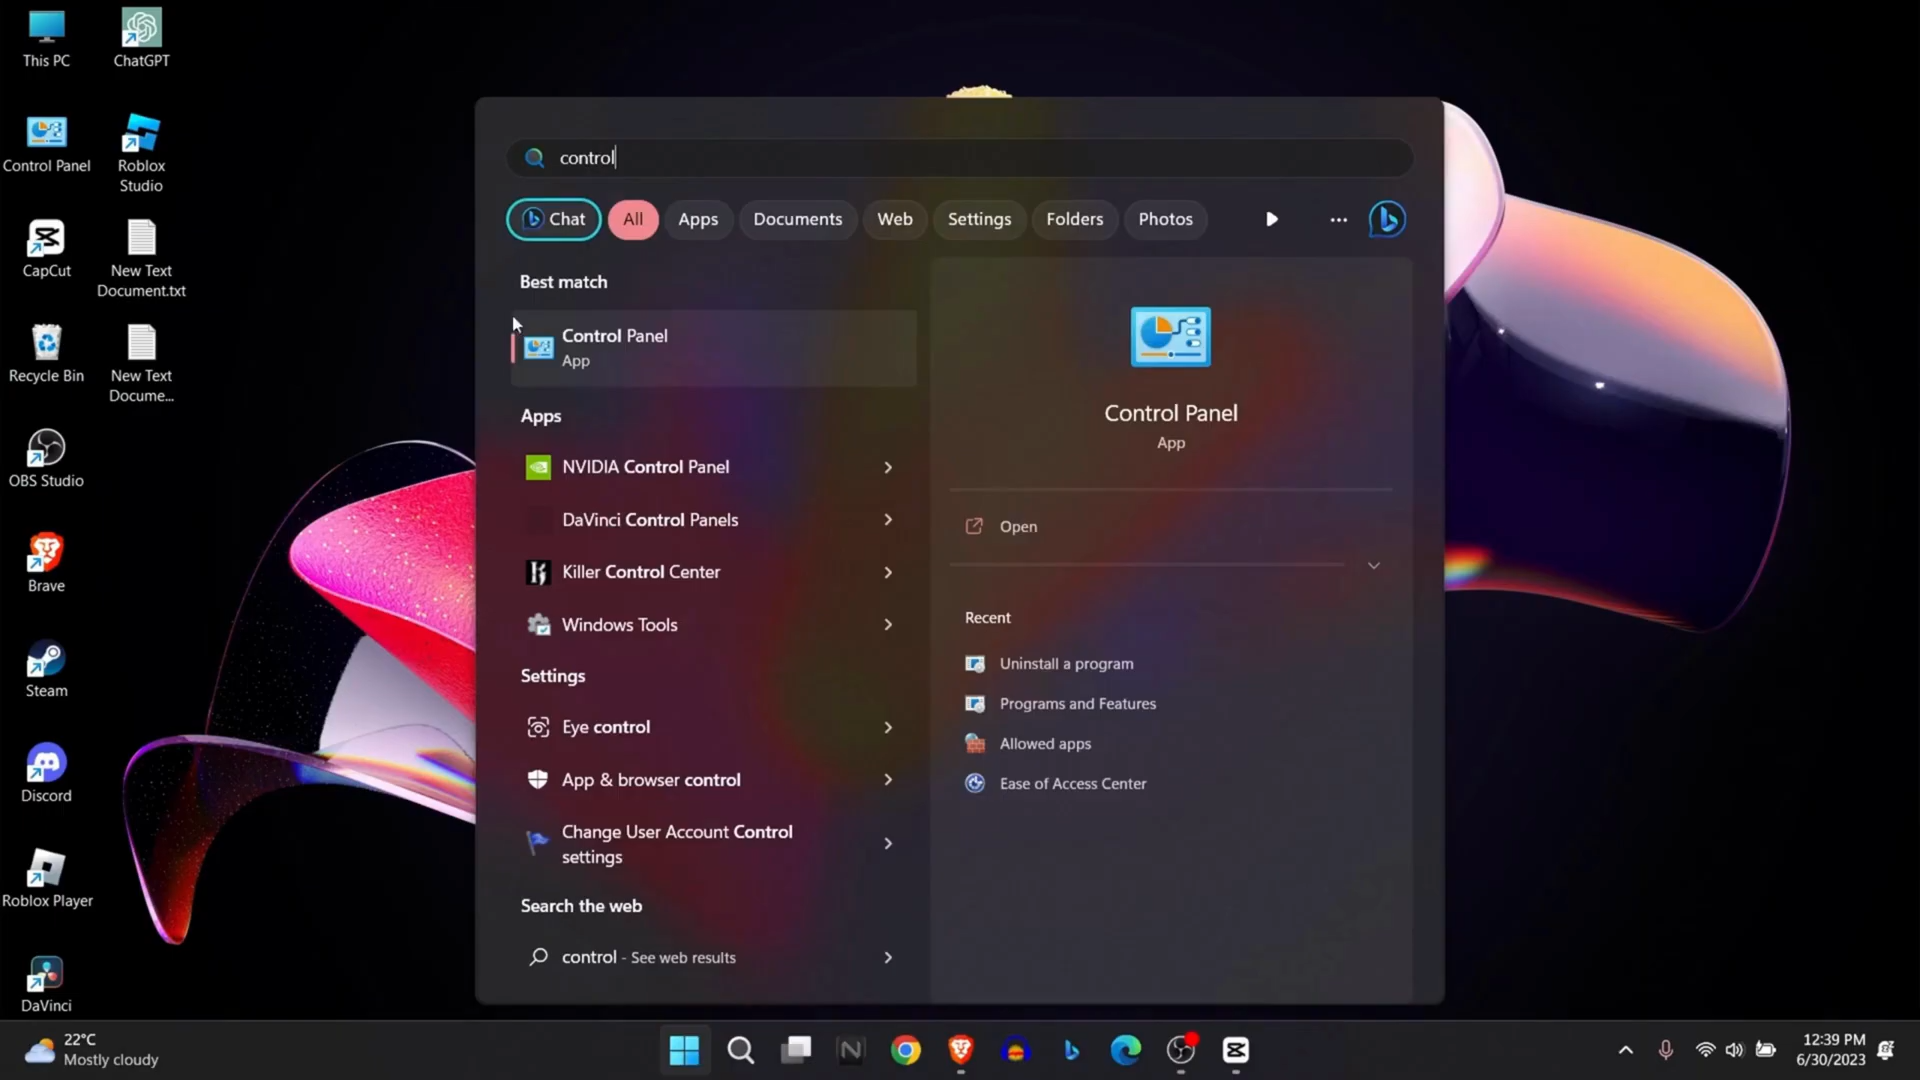 This PC
ChatGPT
Control Panel
Roblox
Studio
CapCut
New Text
Document.txt
Recycle Bin
New Text
Docume...
OBS Studio
Brave
Steam
Discord
Roblox Player
DaVinci
control
Chat
All
Apps
Documents
Web
Settings
Folders
Photos
Best match
Control Panel
App
Apps
NVIDIA Control Panel
DaVinci Control Panels
Killer Control Center
Windows Tools
Settings
Eye control
App & browser control
Change User Account Control
settings
Search the web
control - See web results
Control Panel
App
Open
Recent
Uninstall a program
Programs and Features
Allowed apps
Ease of Access Center
22°C
Mostly cloudy
12:39 PM
6/30/2023